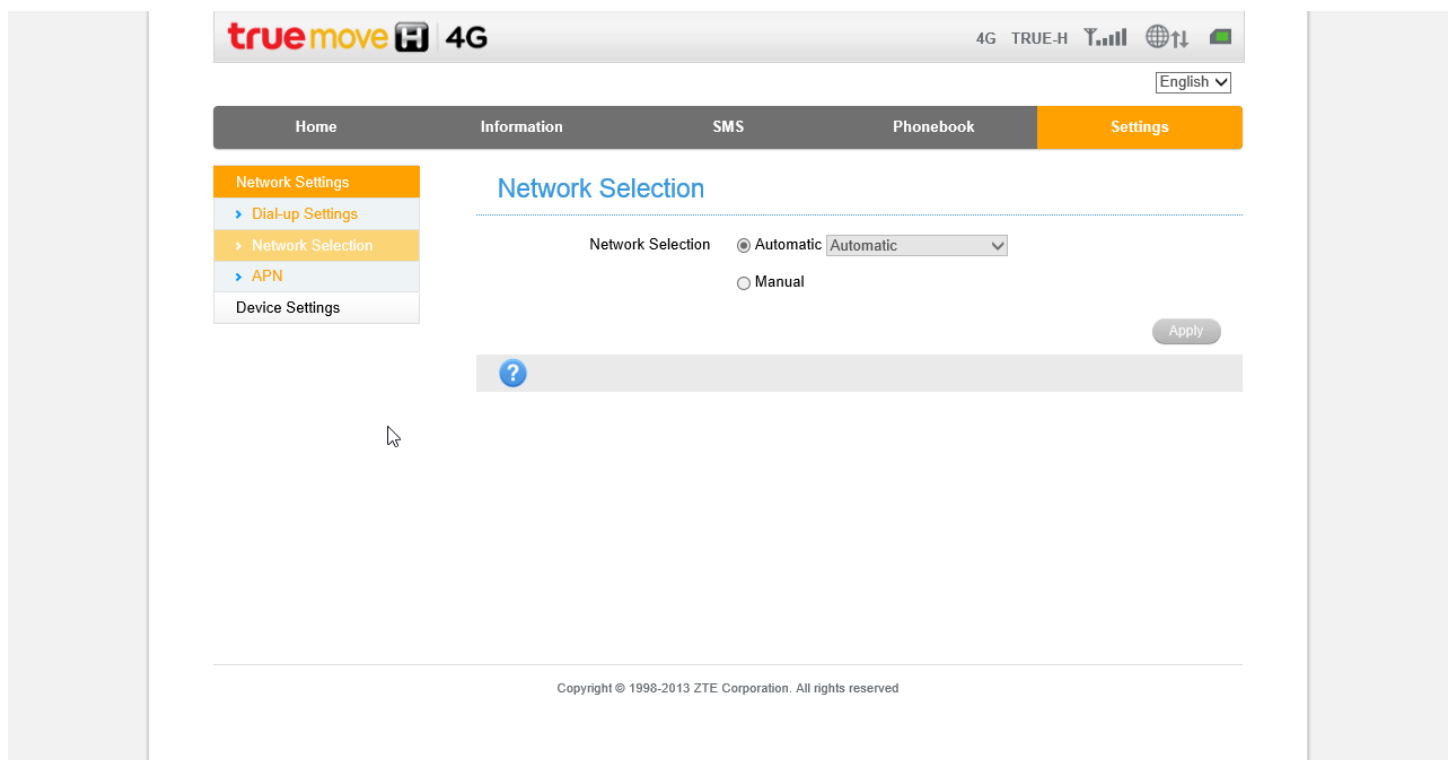 truemove H 4G
4G TRUE-H
English
Home Information SMS Phonebook Settings
Network Settings
Dial-up Settings
Network Selection
APN
Device Settings
Network Selection
Network Selection Automatic Automatic
Manual
Apply
?
Copyright © 1998-2013 ZTE Corporation. All rights reserved